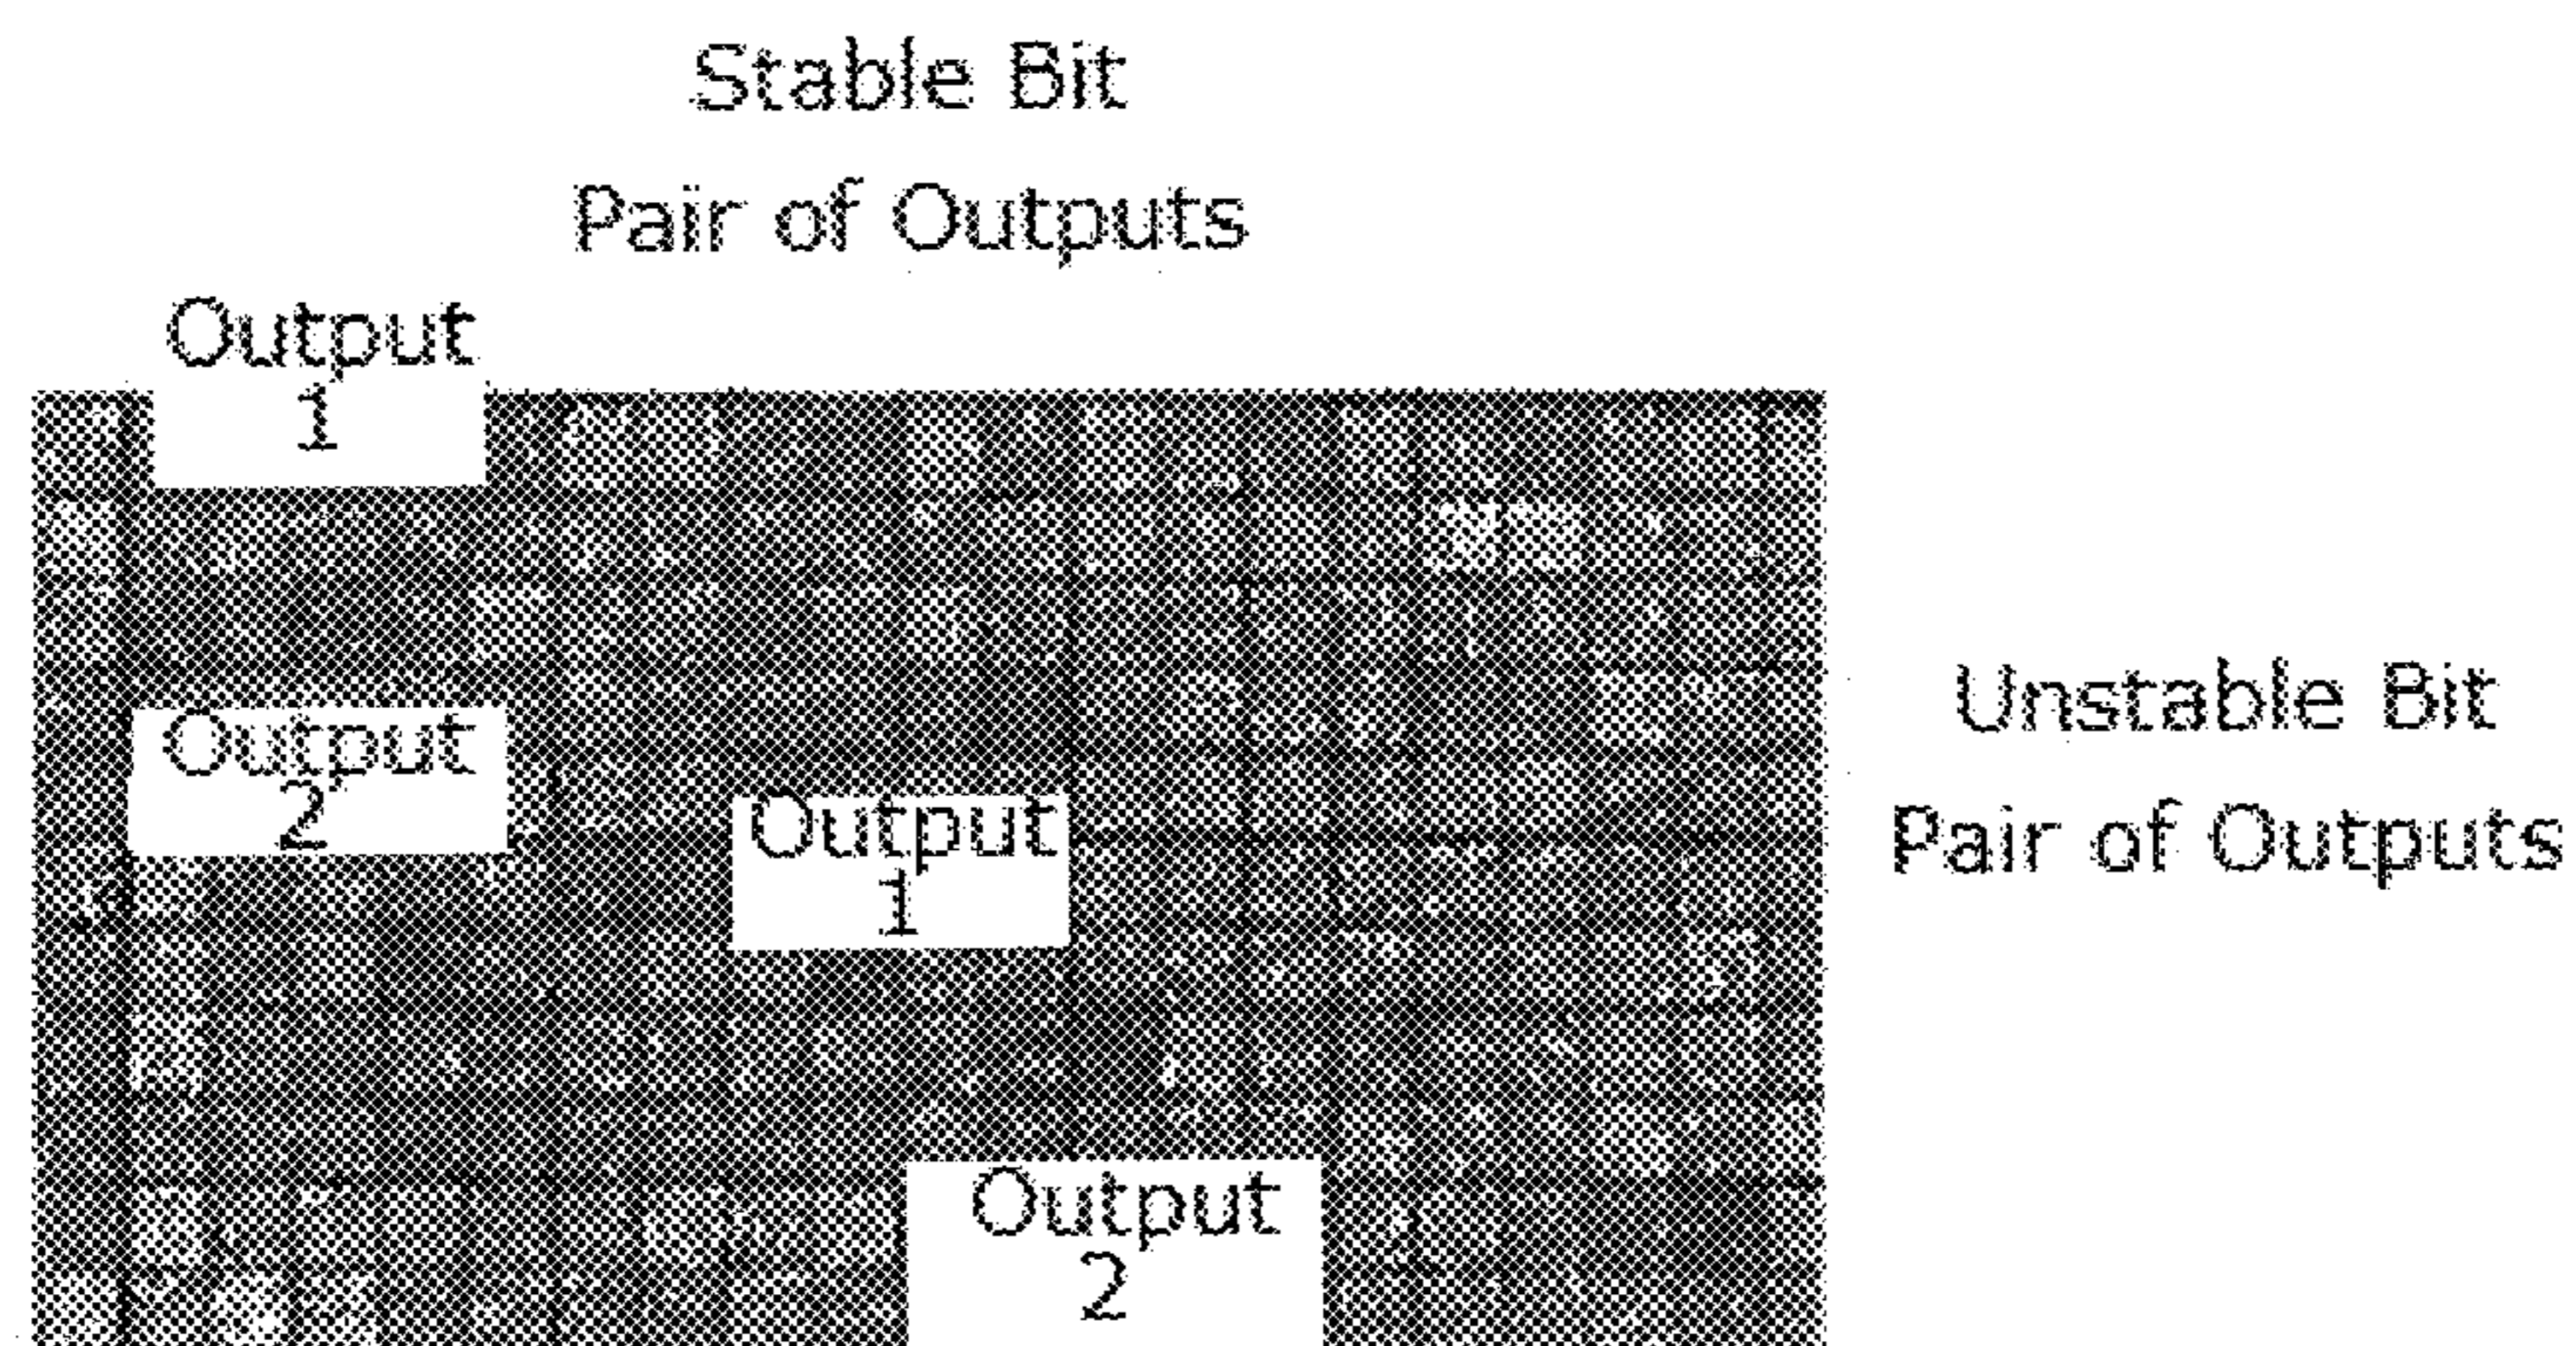 Stable Bit
Pair of Outputs
Output
1
Output
2
Output
1
Unstable Bit
Pair of Outputs
Output
2